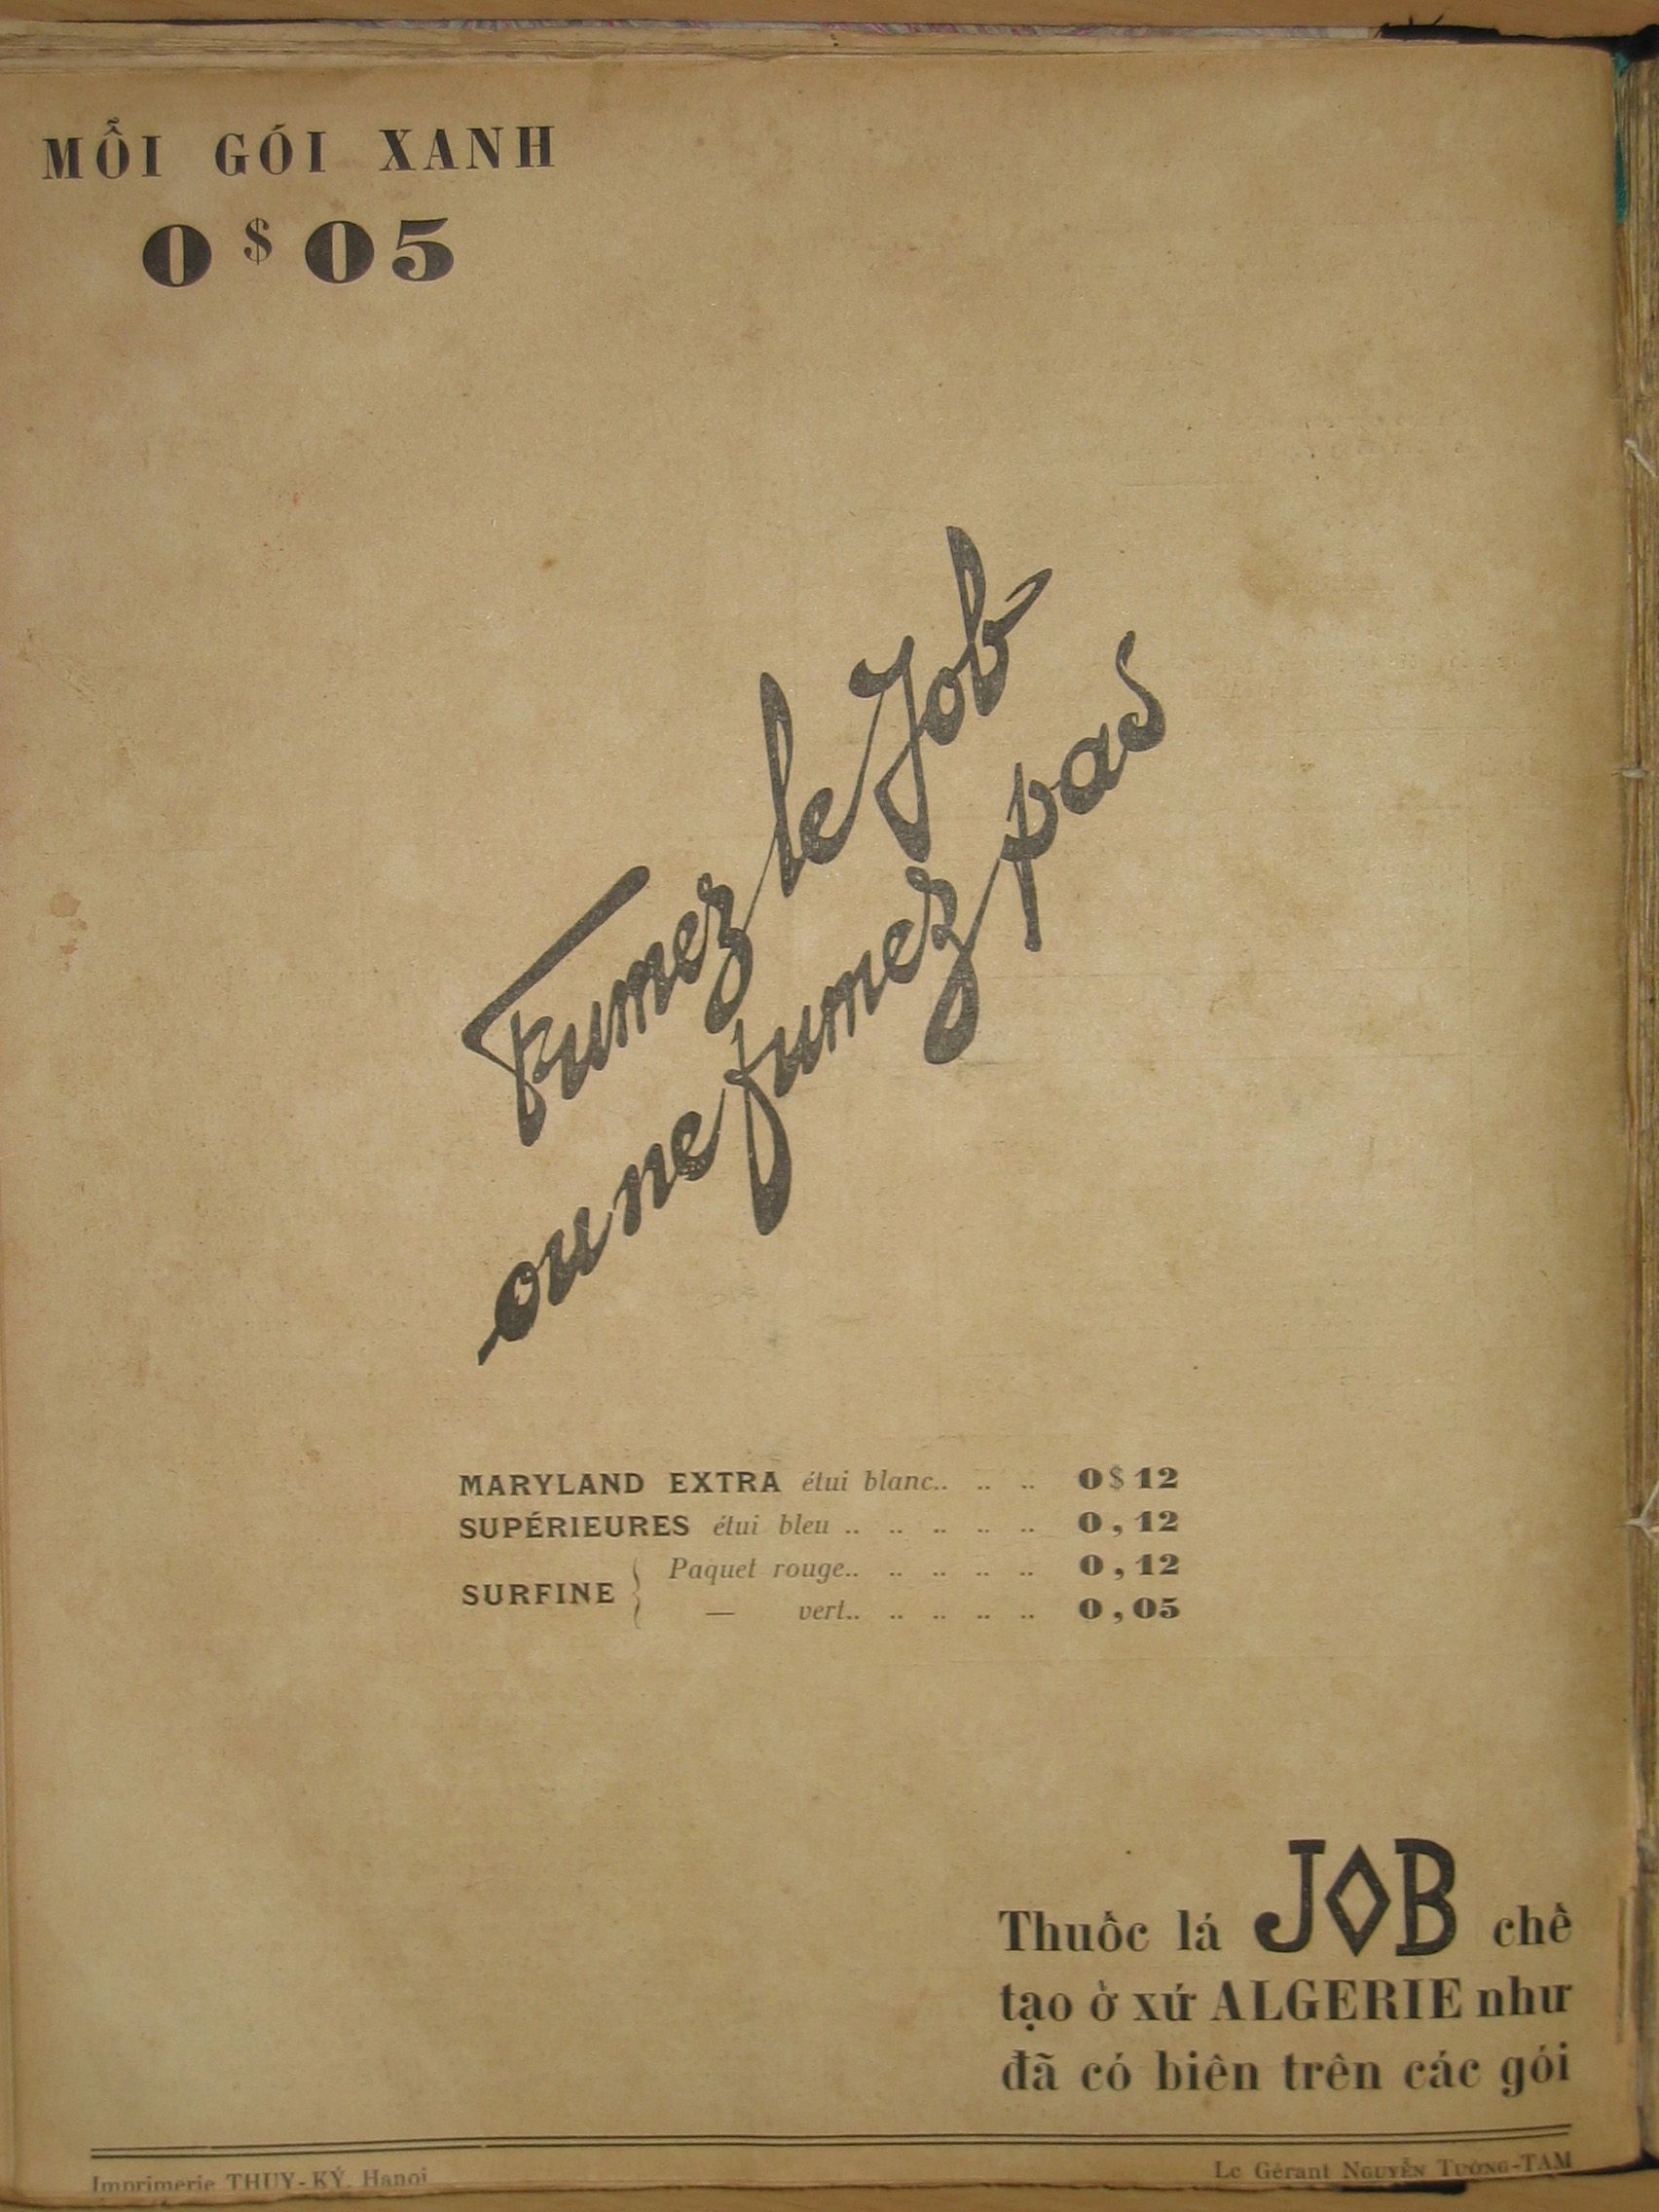 MỖI GÓI XANH
0$05
Fumez le Job
ou ne fumez pas
MARYLAND EXTRA étui blanc.. .. .. 0$12
SUPÉRIEURES étui bleu .. .. .. .. .. 0,12
SURFINE { Paquet rouge.. .. .. .. .. 0,12
— vert.. .. .. .. .. 0,05
Thuốc lá JOB chế
tạo ở xứ ALGERIE như
đã có biên trên các gói
Imprimerie THUY-KÝ, Hanoi
Le Gérant NGUYỄN TƯỜNG-TAM